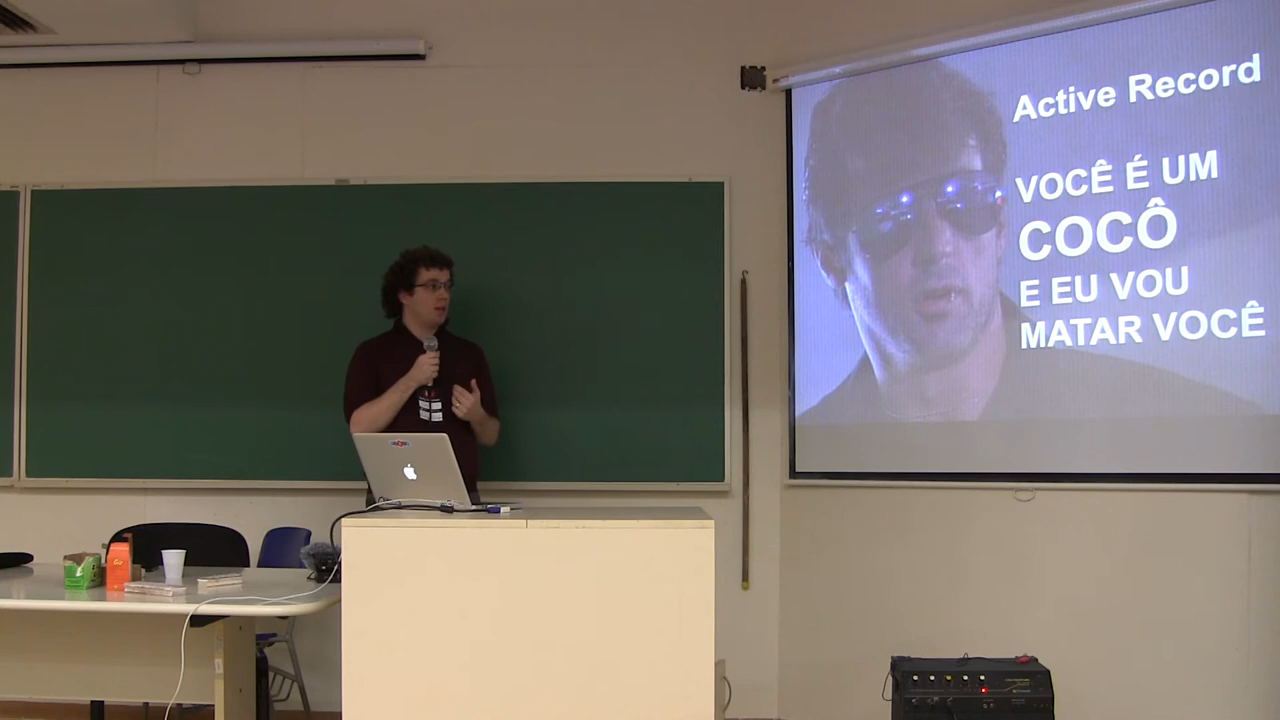 Active Record
VOCÊ É UM
COCÔ
E EU VOU
MATAR VOCÊ